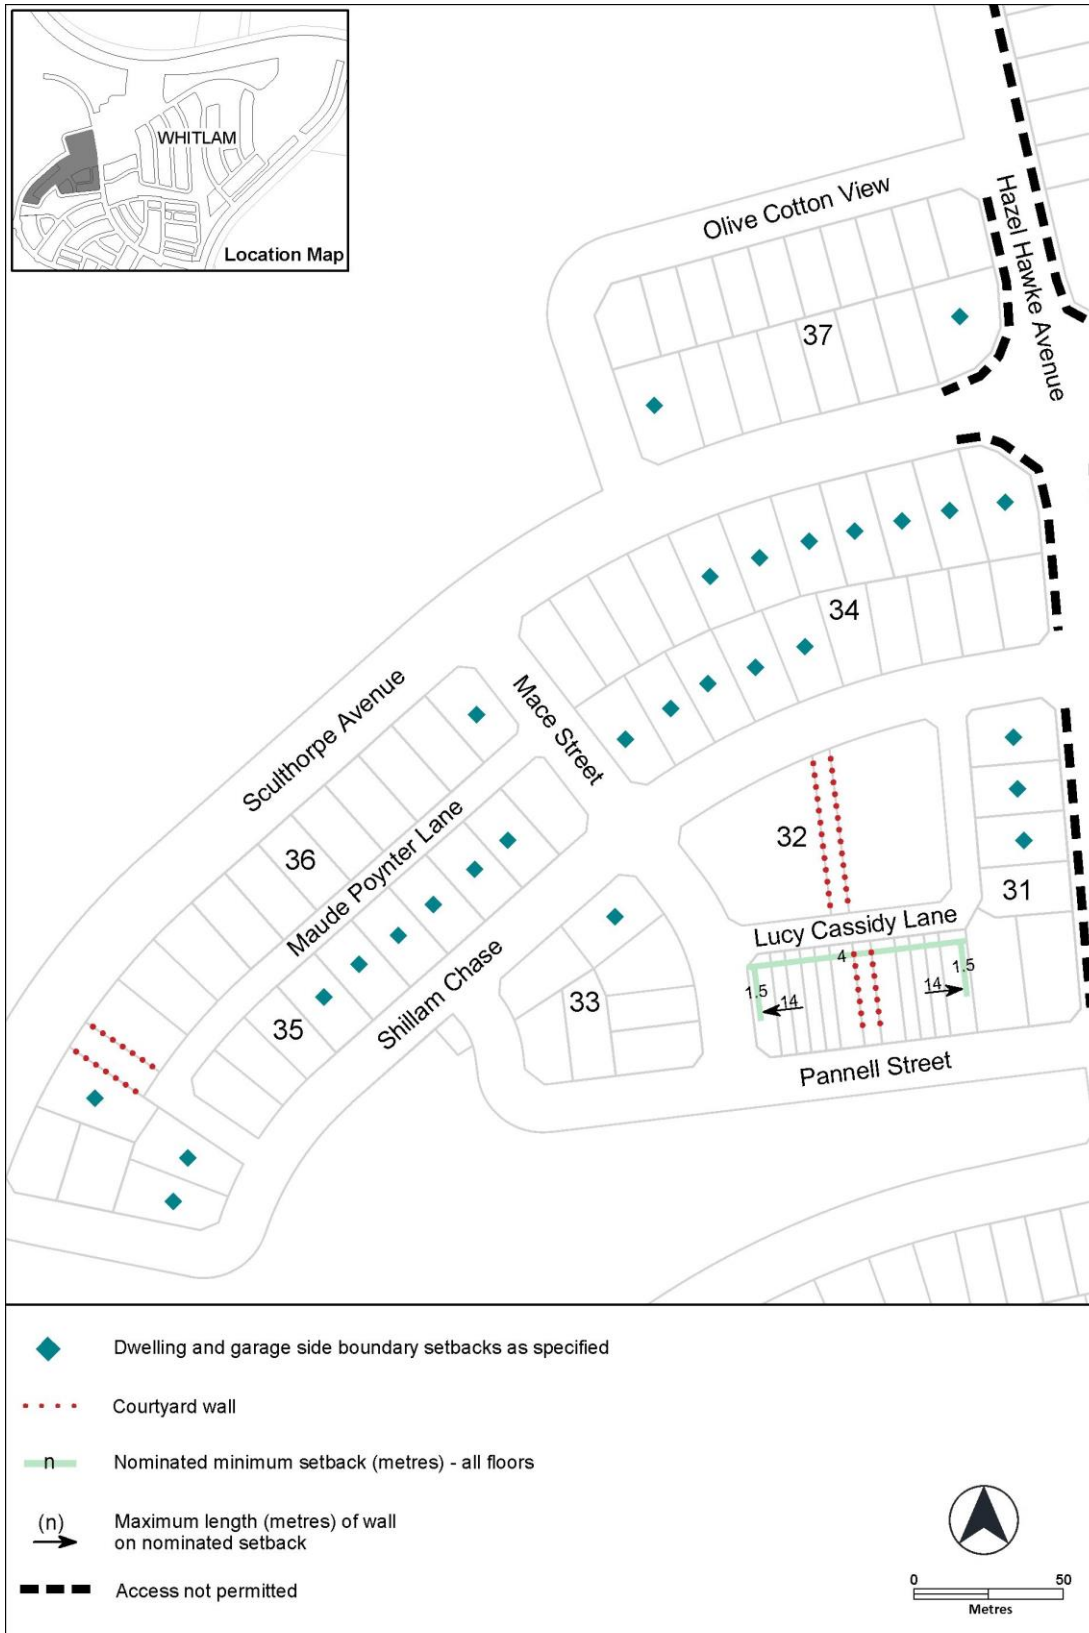 WHITLAM
Location Map
Olive Cotton View
Hazel Hawke Avenue
37
34
Sculthorpe Avenue
Mace Street
36
Maude Poynter Lane
32
31
Lucy Cassidy Lane
4
1.5
1.5
14
14
35
Shillam Chase
33
Pannell Street
Dwelling and garage side boundary setbacks as specified
Courtyard wall
n
Nominated minimum setback (metres) - all floors
(n)
Maximum length (metres) of wall
on nominated setback
Access not permitted
0
50
Metres